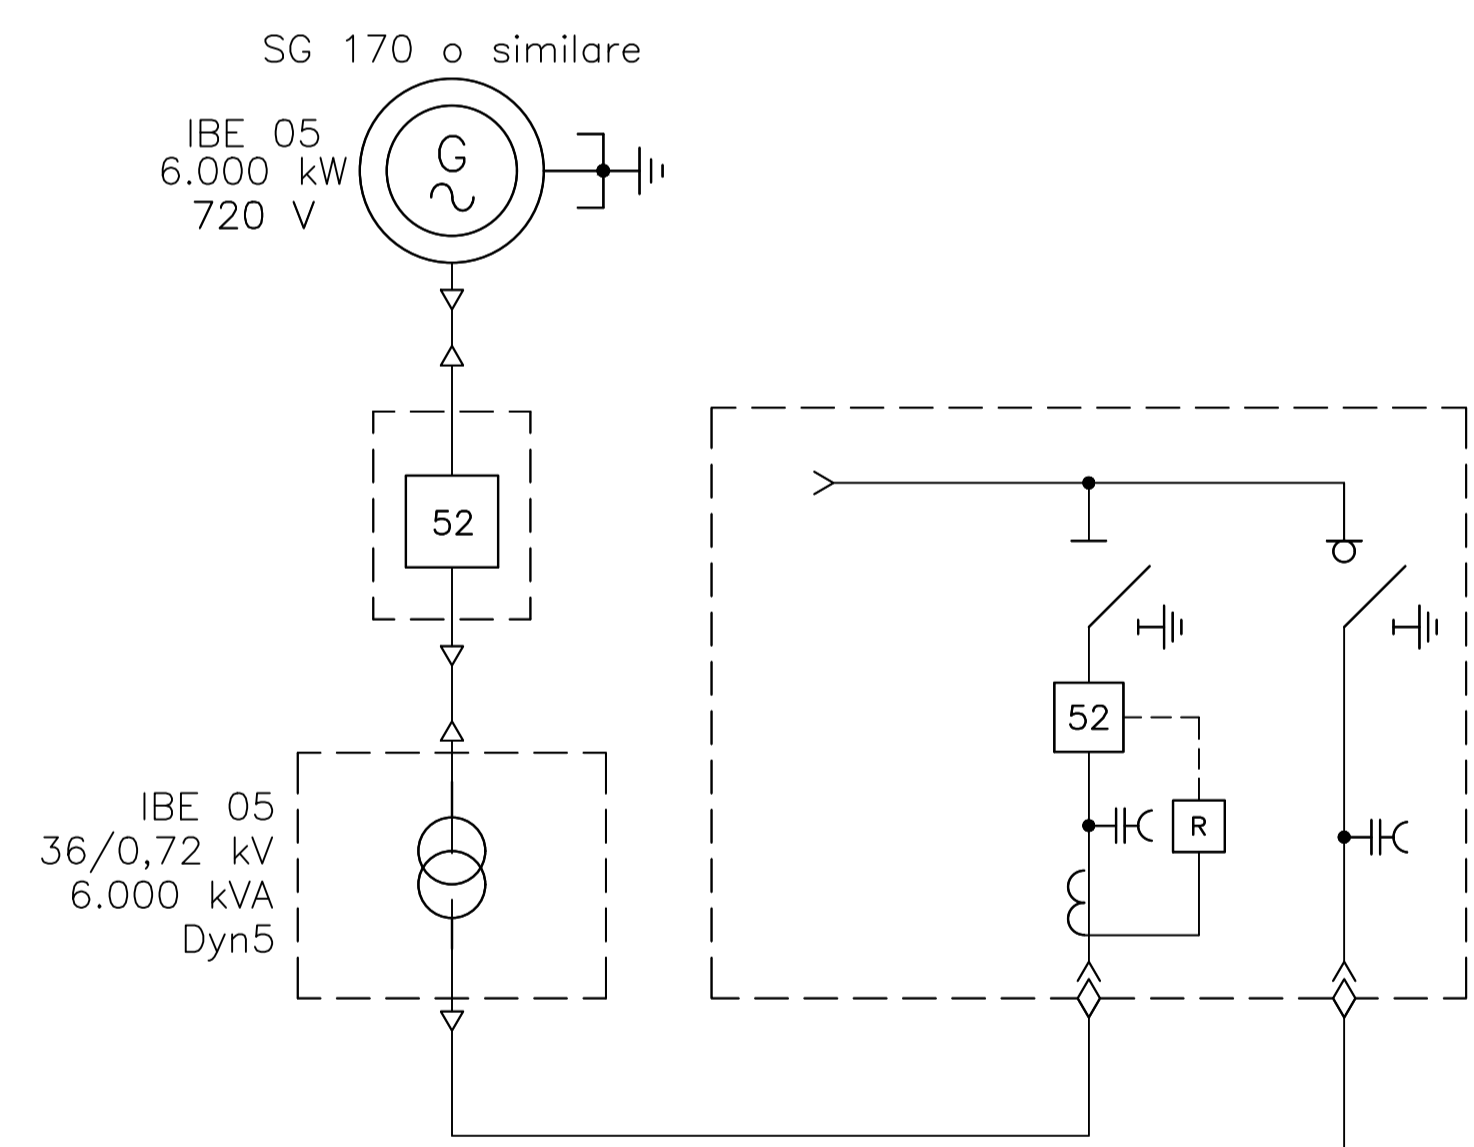 SG 170 o similare
IBE 05
6.000 kW
720 V
G
52
52
R
IBE 05
36/0,72 kV
6.000 kVA
Dyn5